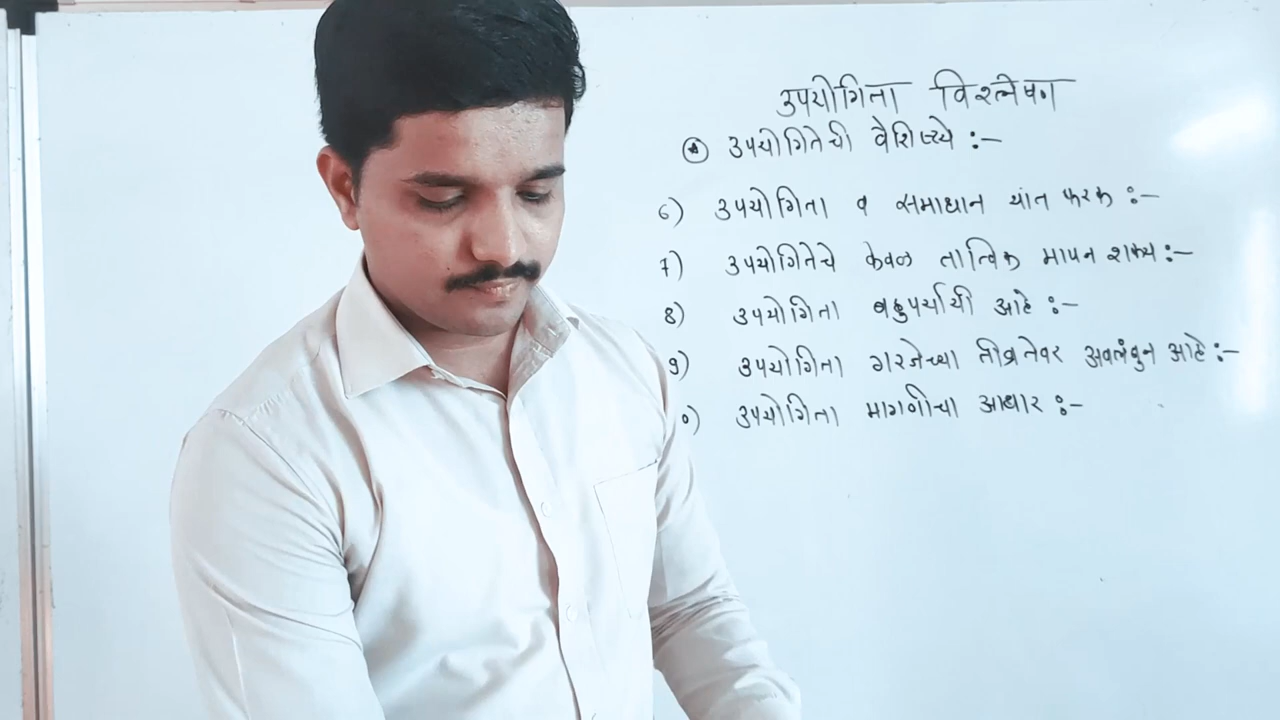 उपयोगिता विश्लेषण
उपयोगितेची वैशिष्ट्ये :-
6) उपयोगिता व समाधान यांत फरक :-
7) उपयोगितेचे केवळ तात्विक मापन शक्य :-
8) उपयोगिता बहुपर्यायी आहे :-
9) उपयोगिता गरजेच्या तीव्रतेवर अवलंबुन आहे :-
0) उपयोगिता मागणीचा आधार :-